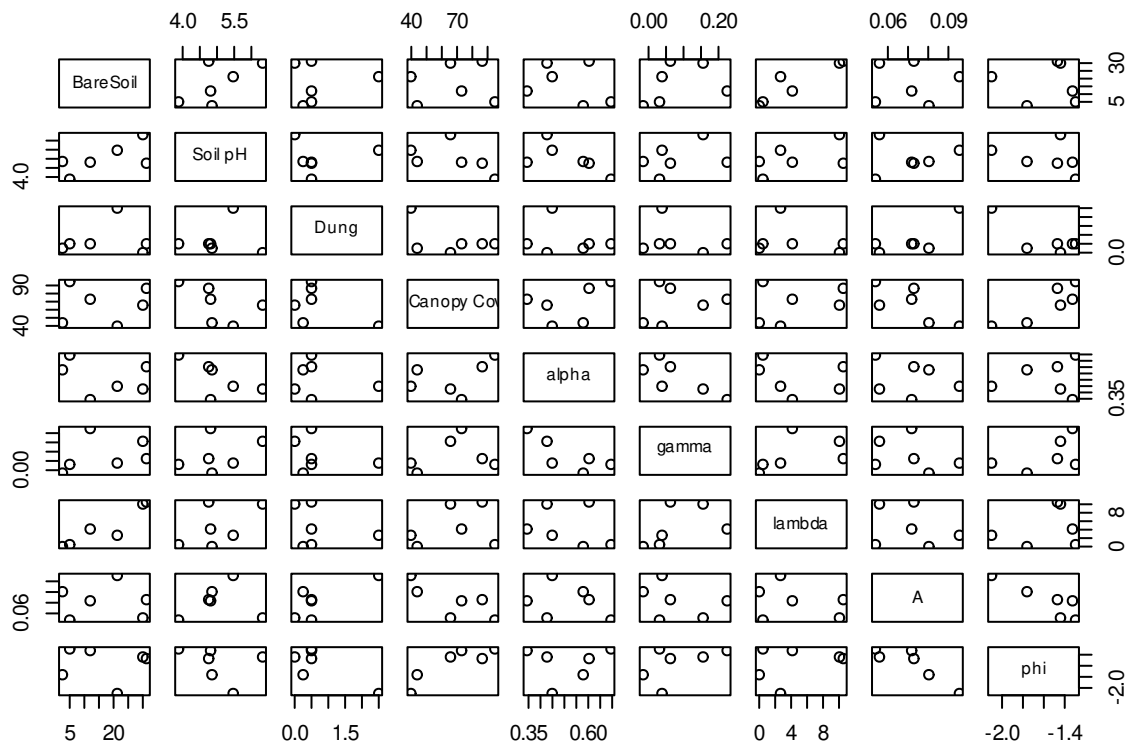 4.0 5.5 40 70 0.00 0.20 0.06 0.09
BareSoil 5 30
4.0 Soil pH
Dung 0.0
40 90 Canopy Cov
alpha 0.35
0.00 gamma
lambda 0 8
0.06 A
phi -2.0
5 20 0.0 1.5 0.35 0.60 0 4 8 -2.0 -1.4